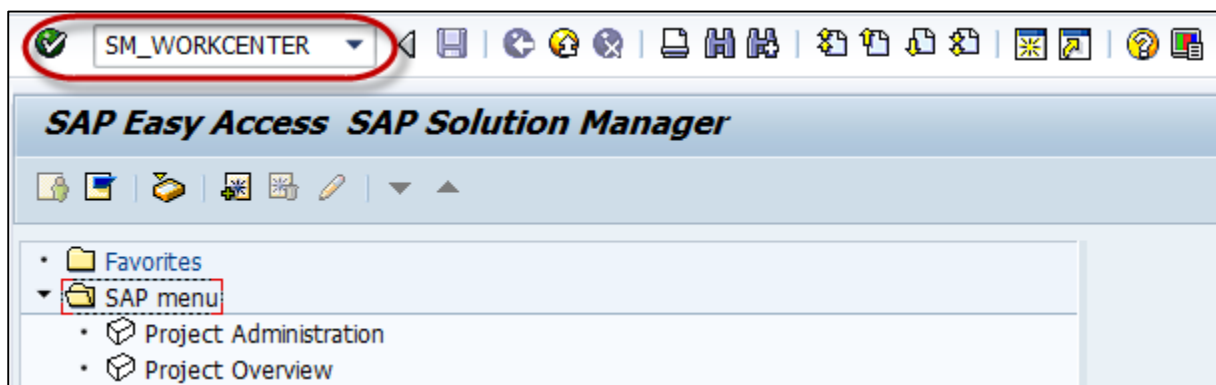 SM_WORKCENTER
SAP Easy Access SAP Solution Manager
Favorites
SAP menu
Project Administration
Project Overview